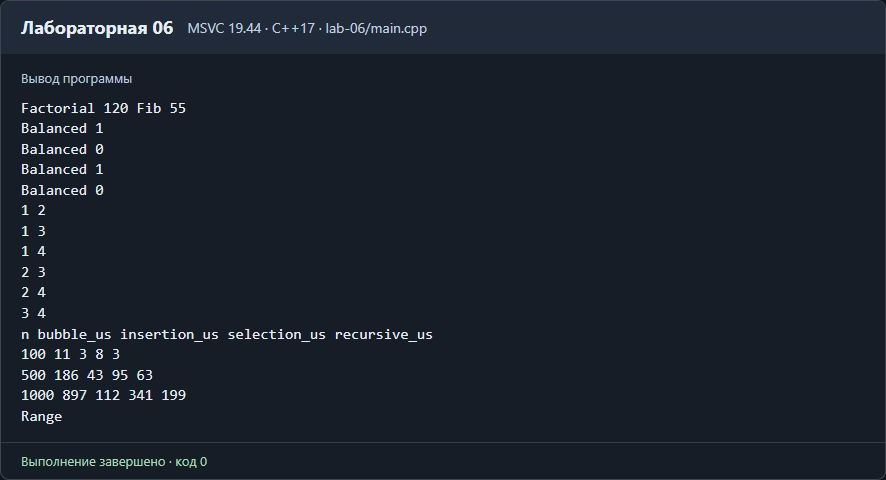 Лабораторная 06 MSVC 19.44 · C++17 · lab-06/main.cpp
Вывод программы
Factorial 120 Fib 55
Balanced 1
Balanced 0
Balanced 1
Balanced 0
1 2
1 3
1 4
2 3
2 4
3 4
n bubble_us insertion_us selection_us recursive_us
100 11 3 8 3
500 186 43 95 63
1000 897 112 341 199
Range
Выполнение завершено · код 0